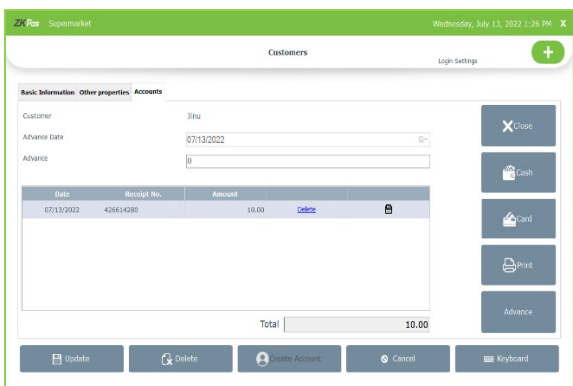 ZKPos Supermarket Wednesday, July 13, 2022 1:26 PM X
Customers
Login Settings
+
Basic Information Other properties Accounts
Customer Jinu
Advance Date 07/13/2022
Advance 0
Date Receipt No. Amount
07/13/2022 426614280 10.00 Delete
Total 10.00
Close
Cash
Card
Print
Advance
Update Delete Create Account Cancel Keyboard